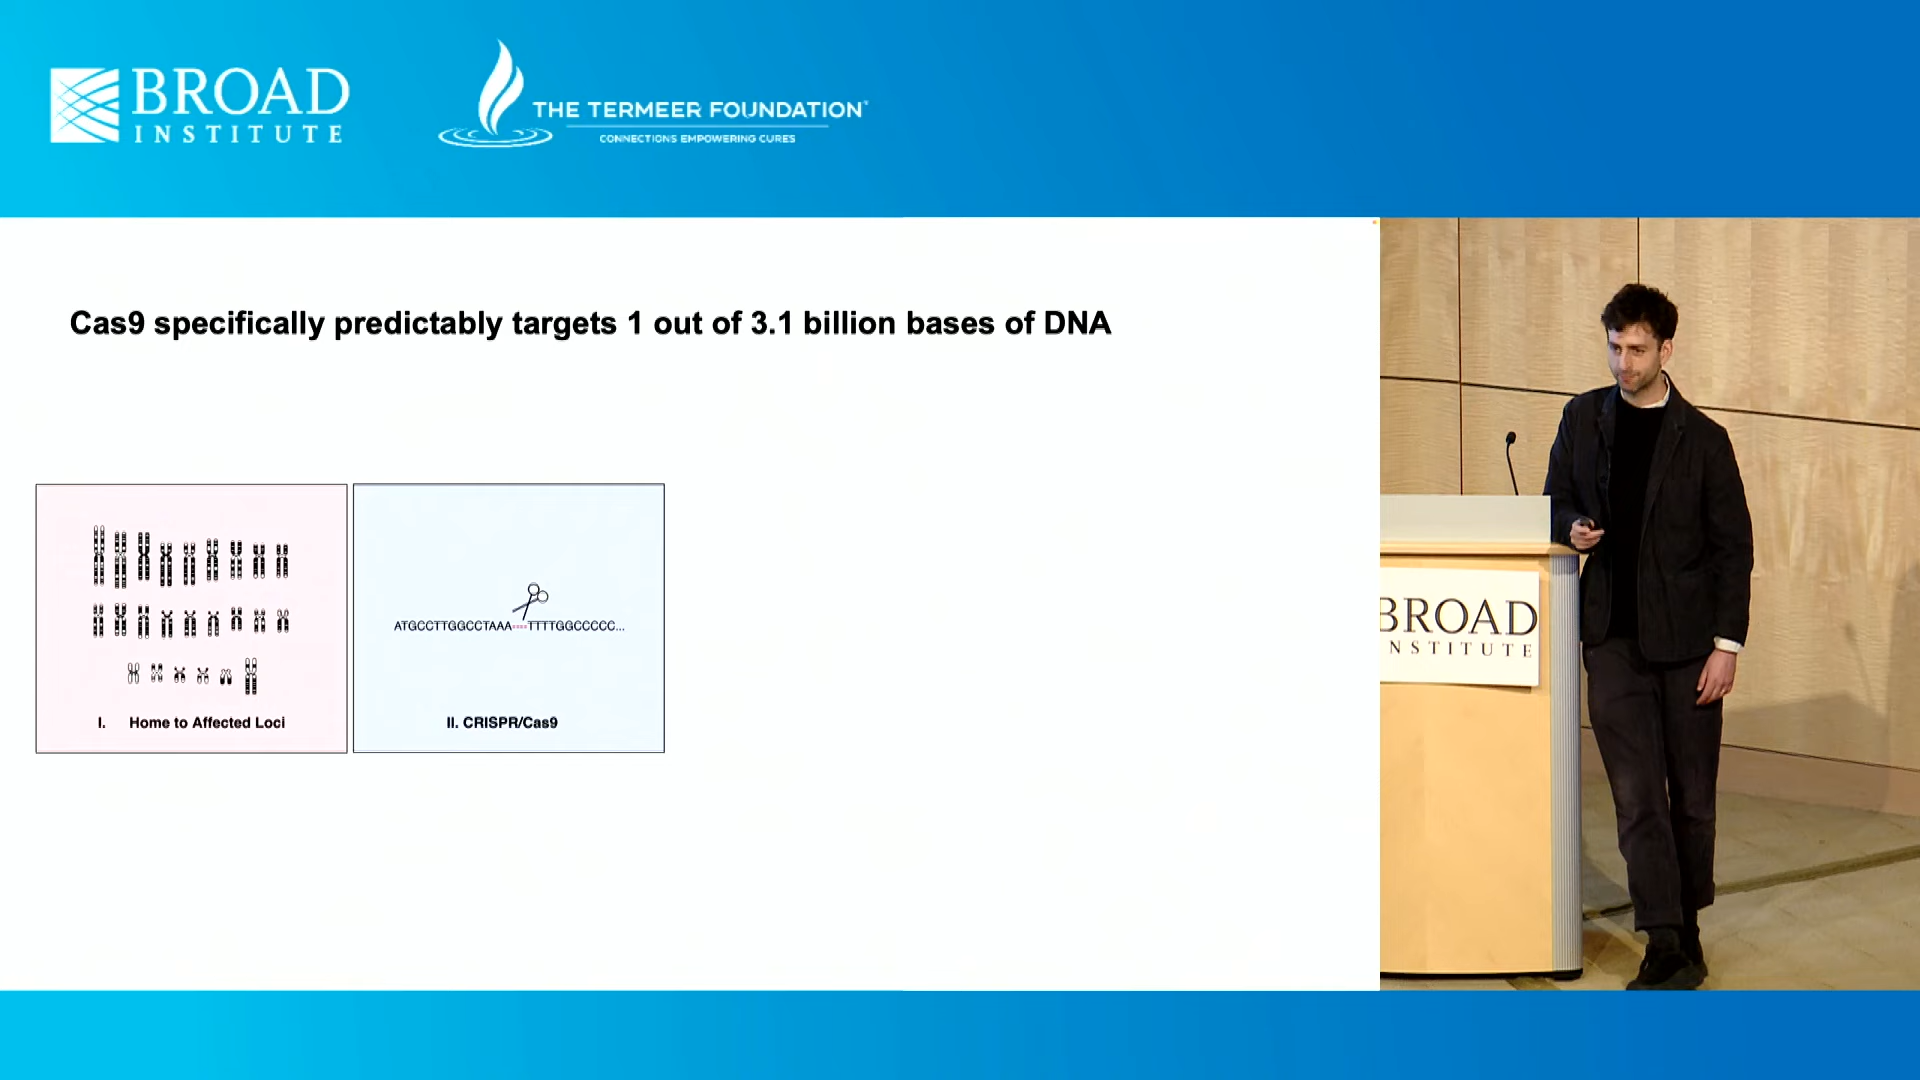 BROAD
INSTITUTE
THE TERMEER FOUNDATION
CONNECTIONS EMPOWERING CURES
Cas9 specifically predictably targets 1 out of 3.1 billion bases of DNA
ATGCCTTGGCCTAAA----TTTTGGCCCCC...
I. Home to Affected Loci
II. CRISPR/Cas9
BROAD
INSTITUTE